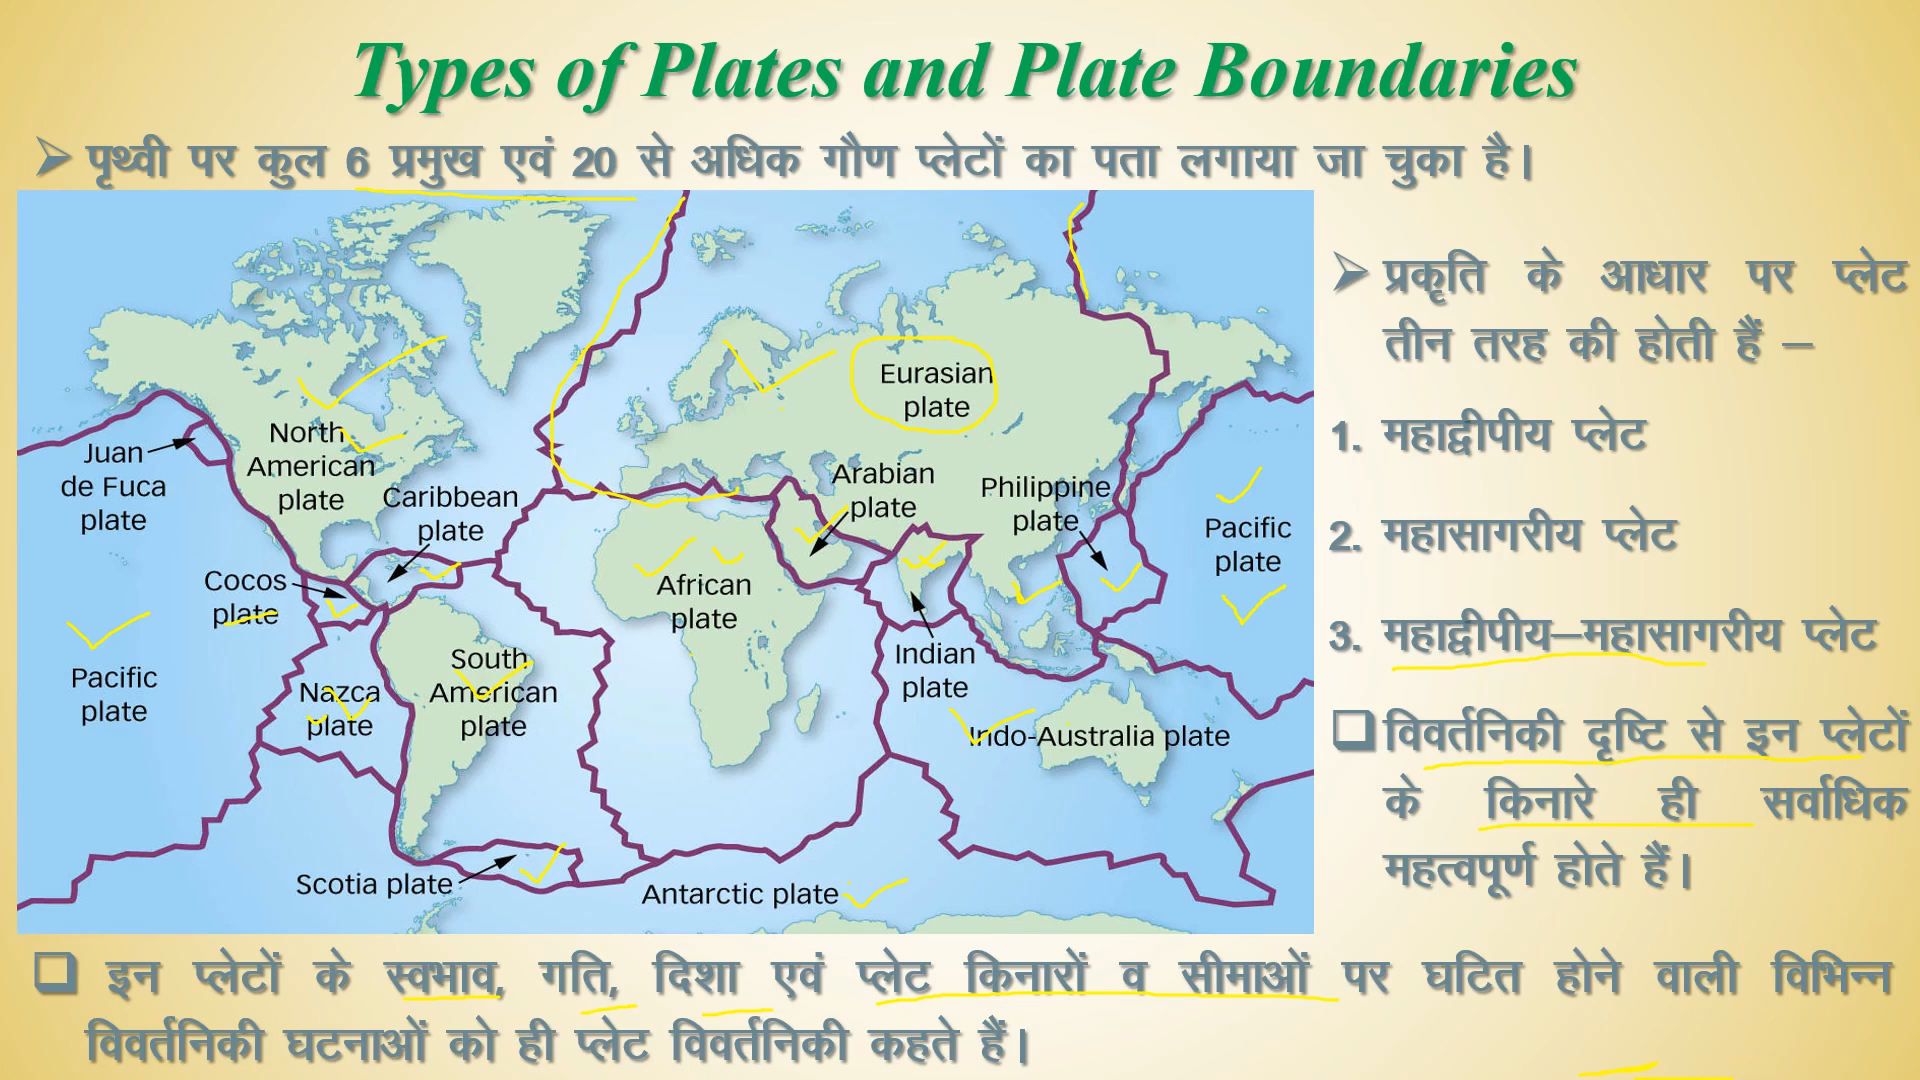 Types of Plates and Plate Boundaries
पृथ्वी पर कुल 6 प्रमुख एवं 20 से अधिक गौण प्लेटों का पता लगाया जा चुका है।
Juan
de Fuca
plate
North
American
plate
Caribbean
plate
Cocos
plate
Pacific
plate
Nazca
plate
South
American
plate
Scotia plate
Eurasian
plate
Arabian
plate
Philippine
plate
Pacific
plate
African
plate
Indian
plate
Indo-Australia plate
Antarctic plate
प्रकृति के आधार पर प्लेट
तीन तरह की होती हैं –
1. महाद्वीपीय प्लेट
2. महासागरीय प्लेट
3. महाद्वीपीय–महासागरीय प्लेट
विवर्तनिकी दृष्टि से इन प्लेटों
के किनारे ही सर्वाधिक
महत्वपूर्ण होते हैं।
इन प्लेटों के स्वभाव, गति, दिशा एवं प्लेट किनारों व सीमाओं पर घटित होने वाली विभिन्न
विवर्तनिकी घटनाओं को ही प्लेट विवर्तनिकी कहते हैं।